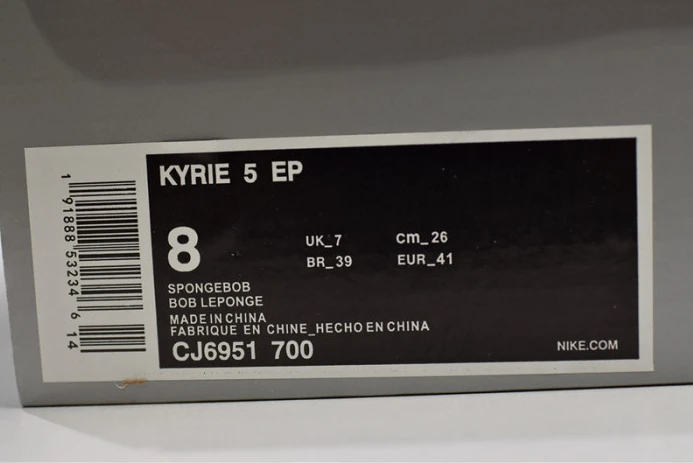 KYRIE 5 EP
8
UK_7 cm_26
BR_39 EUR_41
SPONGEBOB
BOB LEPONGE
MADE IN CHINA
FABRIQUE EN CHINE_HECHO EN CHINA
CJ6951 700
NIKE.COM
1 91888 53234 6 14